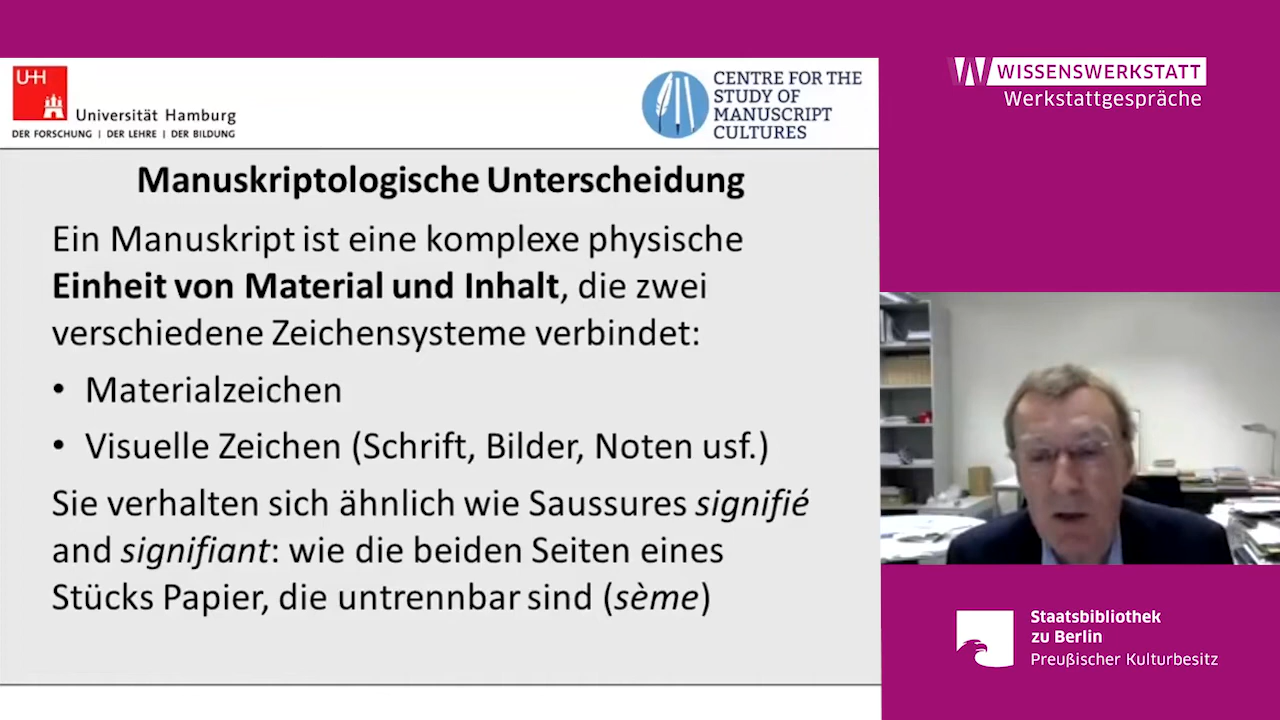 UHH
Universität Hamburg
DER FORSCHUNG | DER LEHRE | DER BILDUNG
CENTRE FOR THE
STUDY OF
MANUSCRIPT
CULTURES
Manuskriptologische Unterscheidung
Ein Manuskript ist eine komplexe physische
Einheit von Material und Inhalt, die zwei
verschiedene Zeichensysteme verbindet:
• Materialzeichen
• Visuelle Zeichen (Schrift, Bilder, Noten usf.)
Sie verhalten sich ähnlich wie Saussures signifié
and signifiant: wie die beiden Seiten eines
Stücks Papier, die untrennbar sind (sème)
W WISSENSWERKSTATT
Werkstattgespräche
Staatsbibliothek
zu Berlin
Preußischer Kulturbesitz